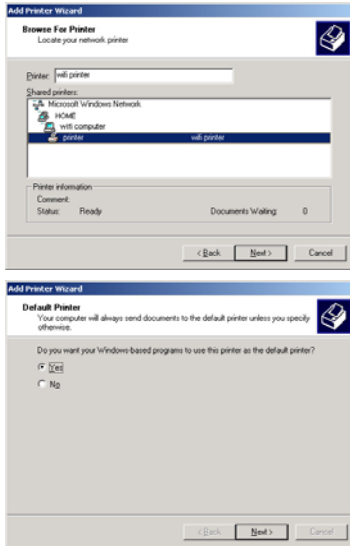 Add Printer Wizard
Browse For Printer
Locate your network printer
Printer: wifi printer
Shared printers:
Microsoft Windows Network
HOME
wifi computer
printer wifi printer
Printer information
Comment:
Status: Ready Documents Waiting: 0
< Back Next > Cancel
Add Printer Wizard
Default Printer
Your computer will always send documents to the default printer unless you specify
otherwise.
Do you want your Windows-based programs to use this printer as the default printer?
Yes
No
< Back Next > Cancel